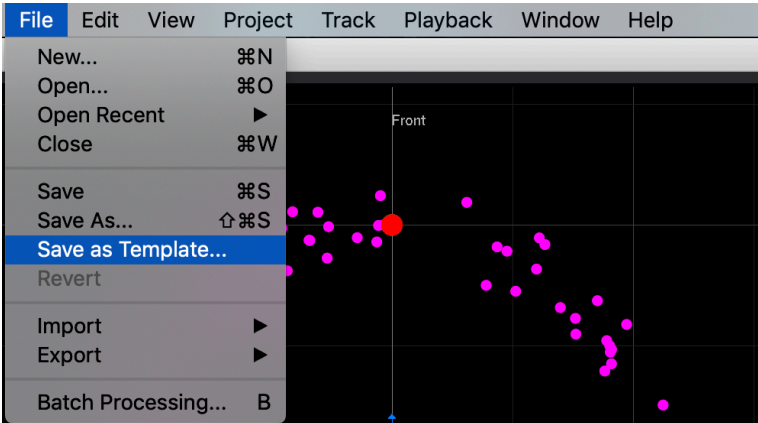 File Edit View Project Track Playback Window Help
New... ⌘N
Open... ⌘O
Open Recent ▶
Close ⌘W
Front
Save ⌘S
Save As... ⇧⌘S
Save as Template...
Revert
Import ▶
Export ▶
Batch Processing... B